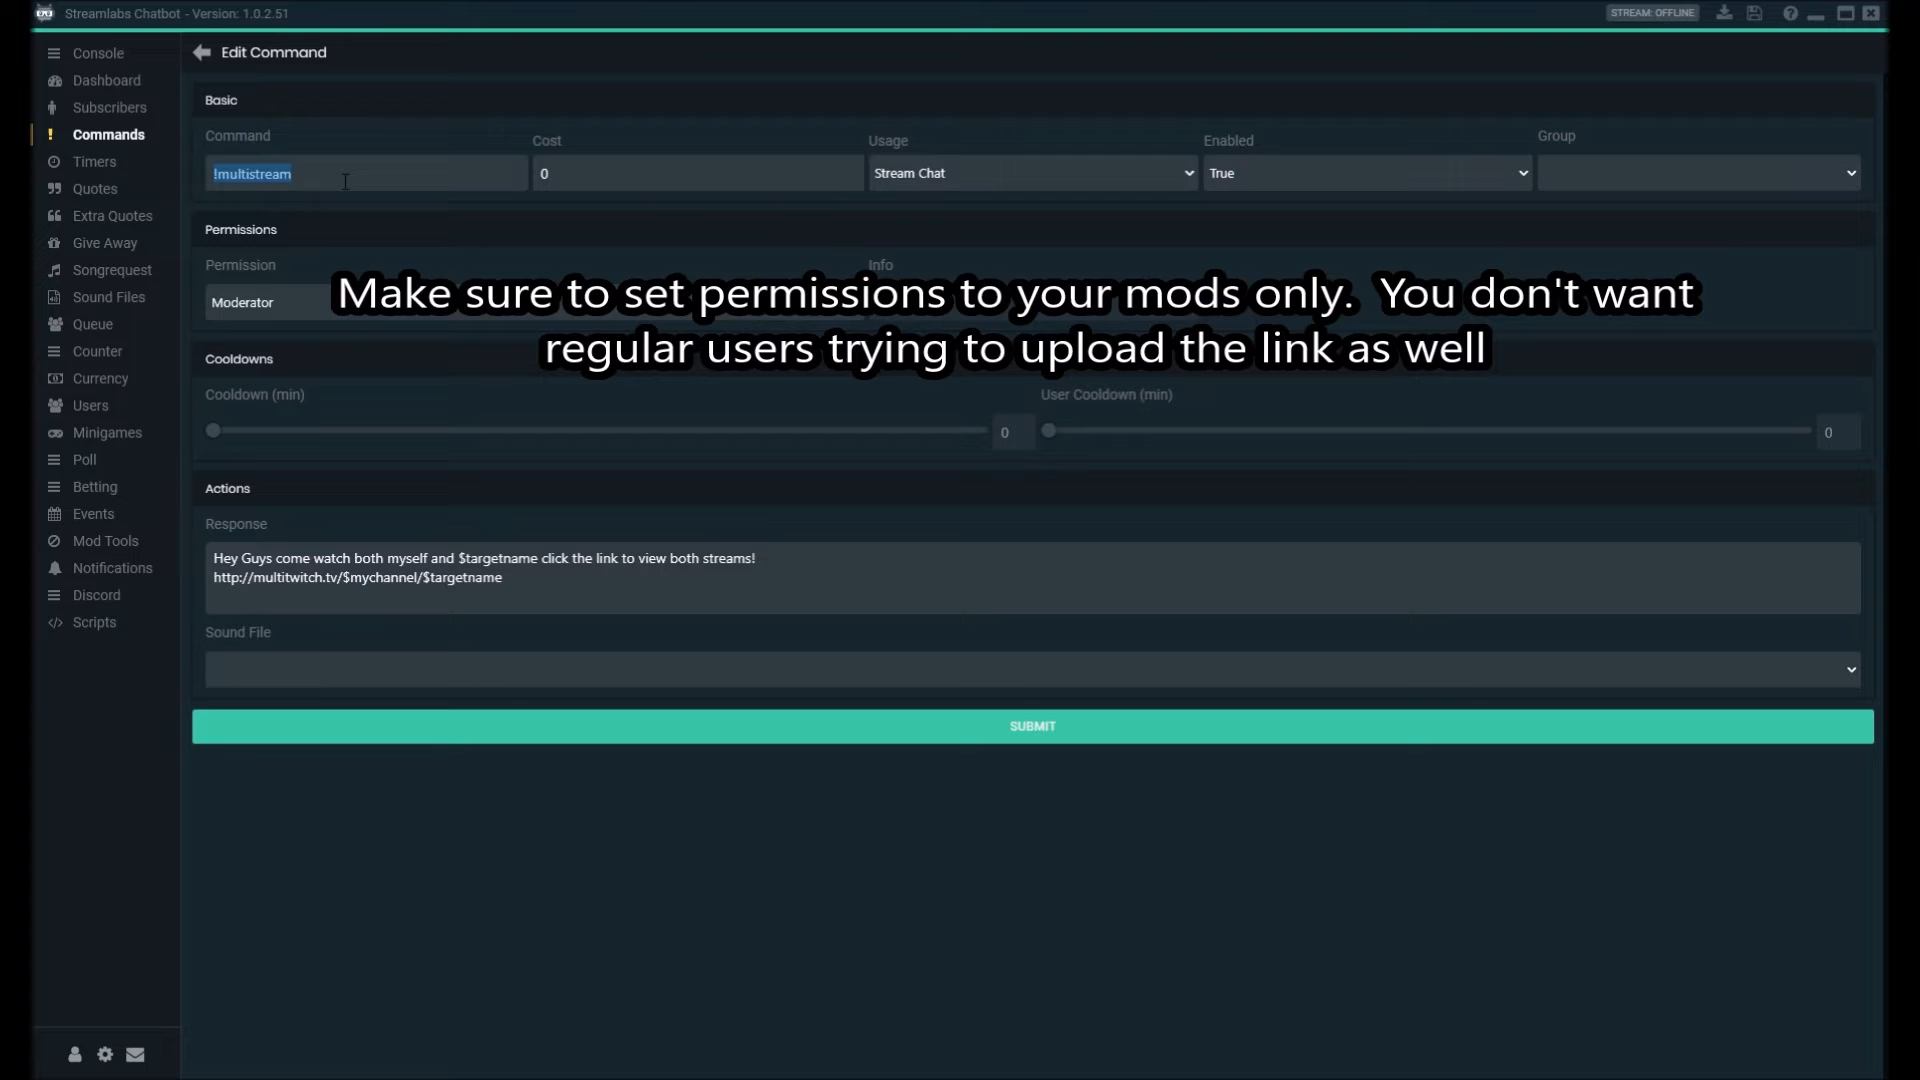 Streamlabs Chatbot - Version: 1.0.2.51
STREAM: OFFLINE
Console
Dashboard
Subscribers
Commands
Timers
Quotes
Extra Quotes
Give Away
Songrequest
Sound Files
Queue
Counter
Currency
Users
Minigames
Poll
Betting
Events
Mod Tools
Notifications
Discord
Scripts
Edit Command
Basic
Command
Cost
Usage
Enabled
Group
!multistream
0
Stream Chat
True
Permissions
Permission
Info
Moderator
Make sure to set permissions to your mods only.  You don't want
regular users trying to upload the link as well
Cooldowns
Cooldown (min)
User Cooldown (min)
0
0
Actions
Response
Hey Guys come watch both myself and $targetname click the link to view both streams!
http://multitwitch.tv/$mychannel/$targetname
Sound File
SUBMIT